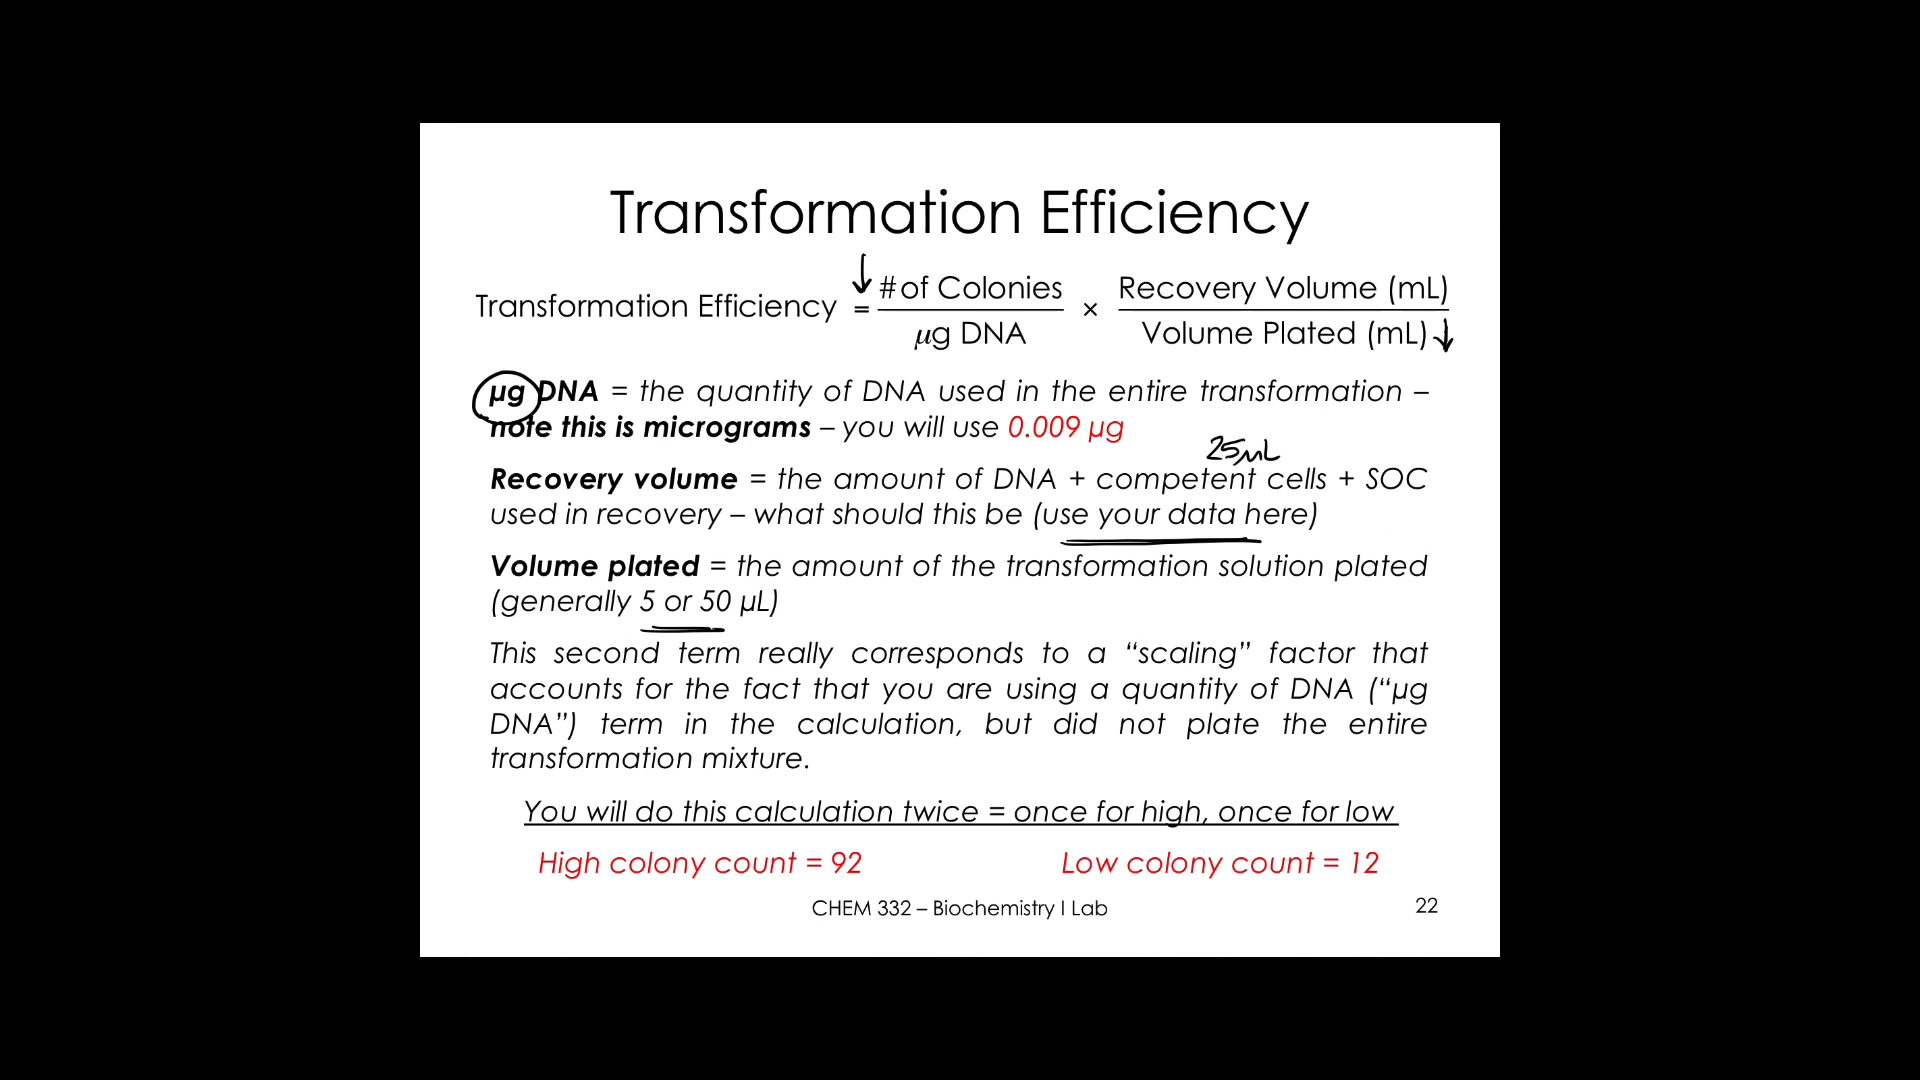 Transformation Efficiency
Transformation Efficiency = # of Colonies / µg DNA × Recovery Volume (mL) / Volume Plated (mL)
µg DNA = the quantity of DNA used in the entire transformation –
note this is micrograms – you will use 0.009 µg
25mL
Recovery volume = the amount of DNA + competent cells + SOC
used in recovery – what should this be (use your data here)
Volume plated = the amount of the transformation solution plated
(generally 5 or 50 µL)
This second term really corresponds to a “scaling” factor that
accounts for the fact that you are using a quantity of DNA (“µg
DNA”) term in the calculation, but did not plate the entire
transformation mixture.
You will do this calculation twice = once for high, once for low
High colony count = 92 Low colony count = 12
CHEM 332 – Biochemistry I Lab 22